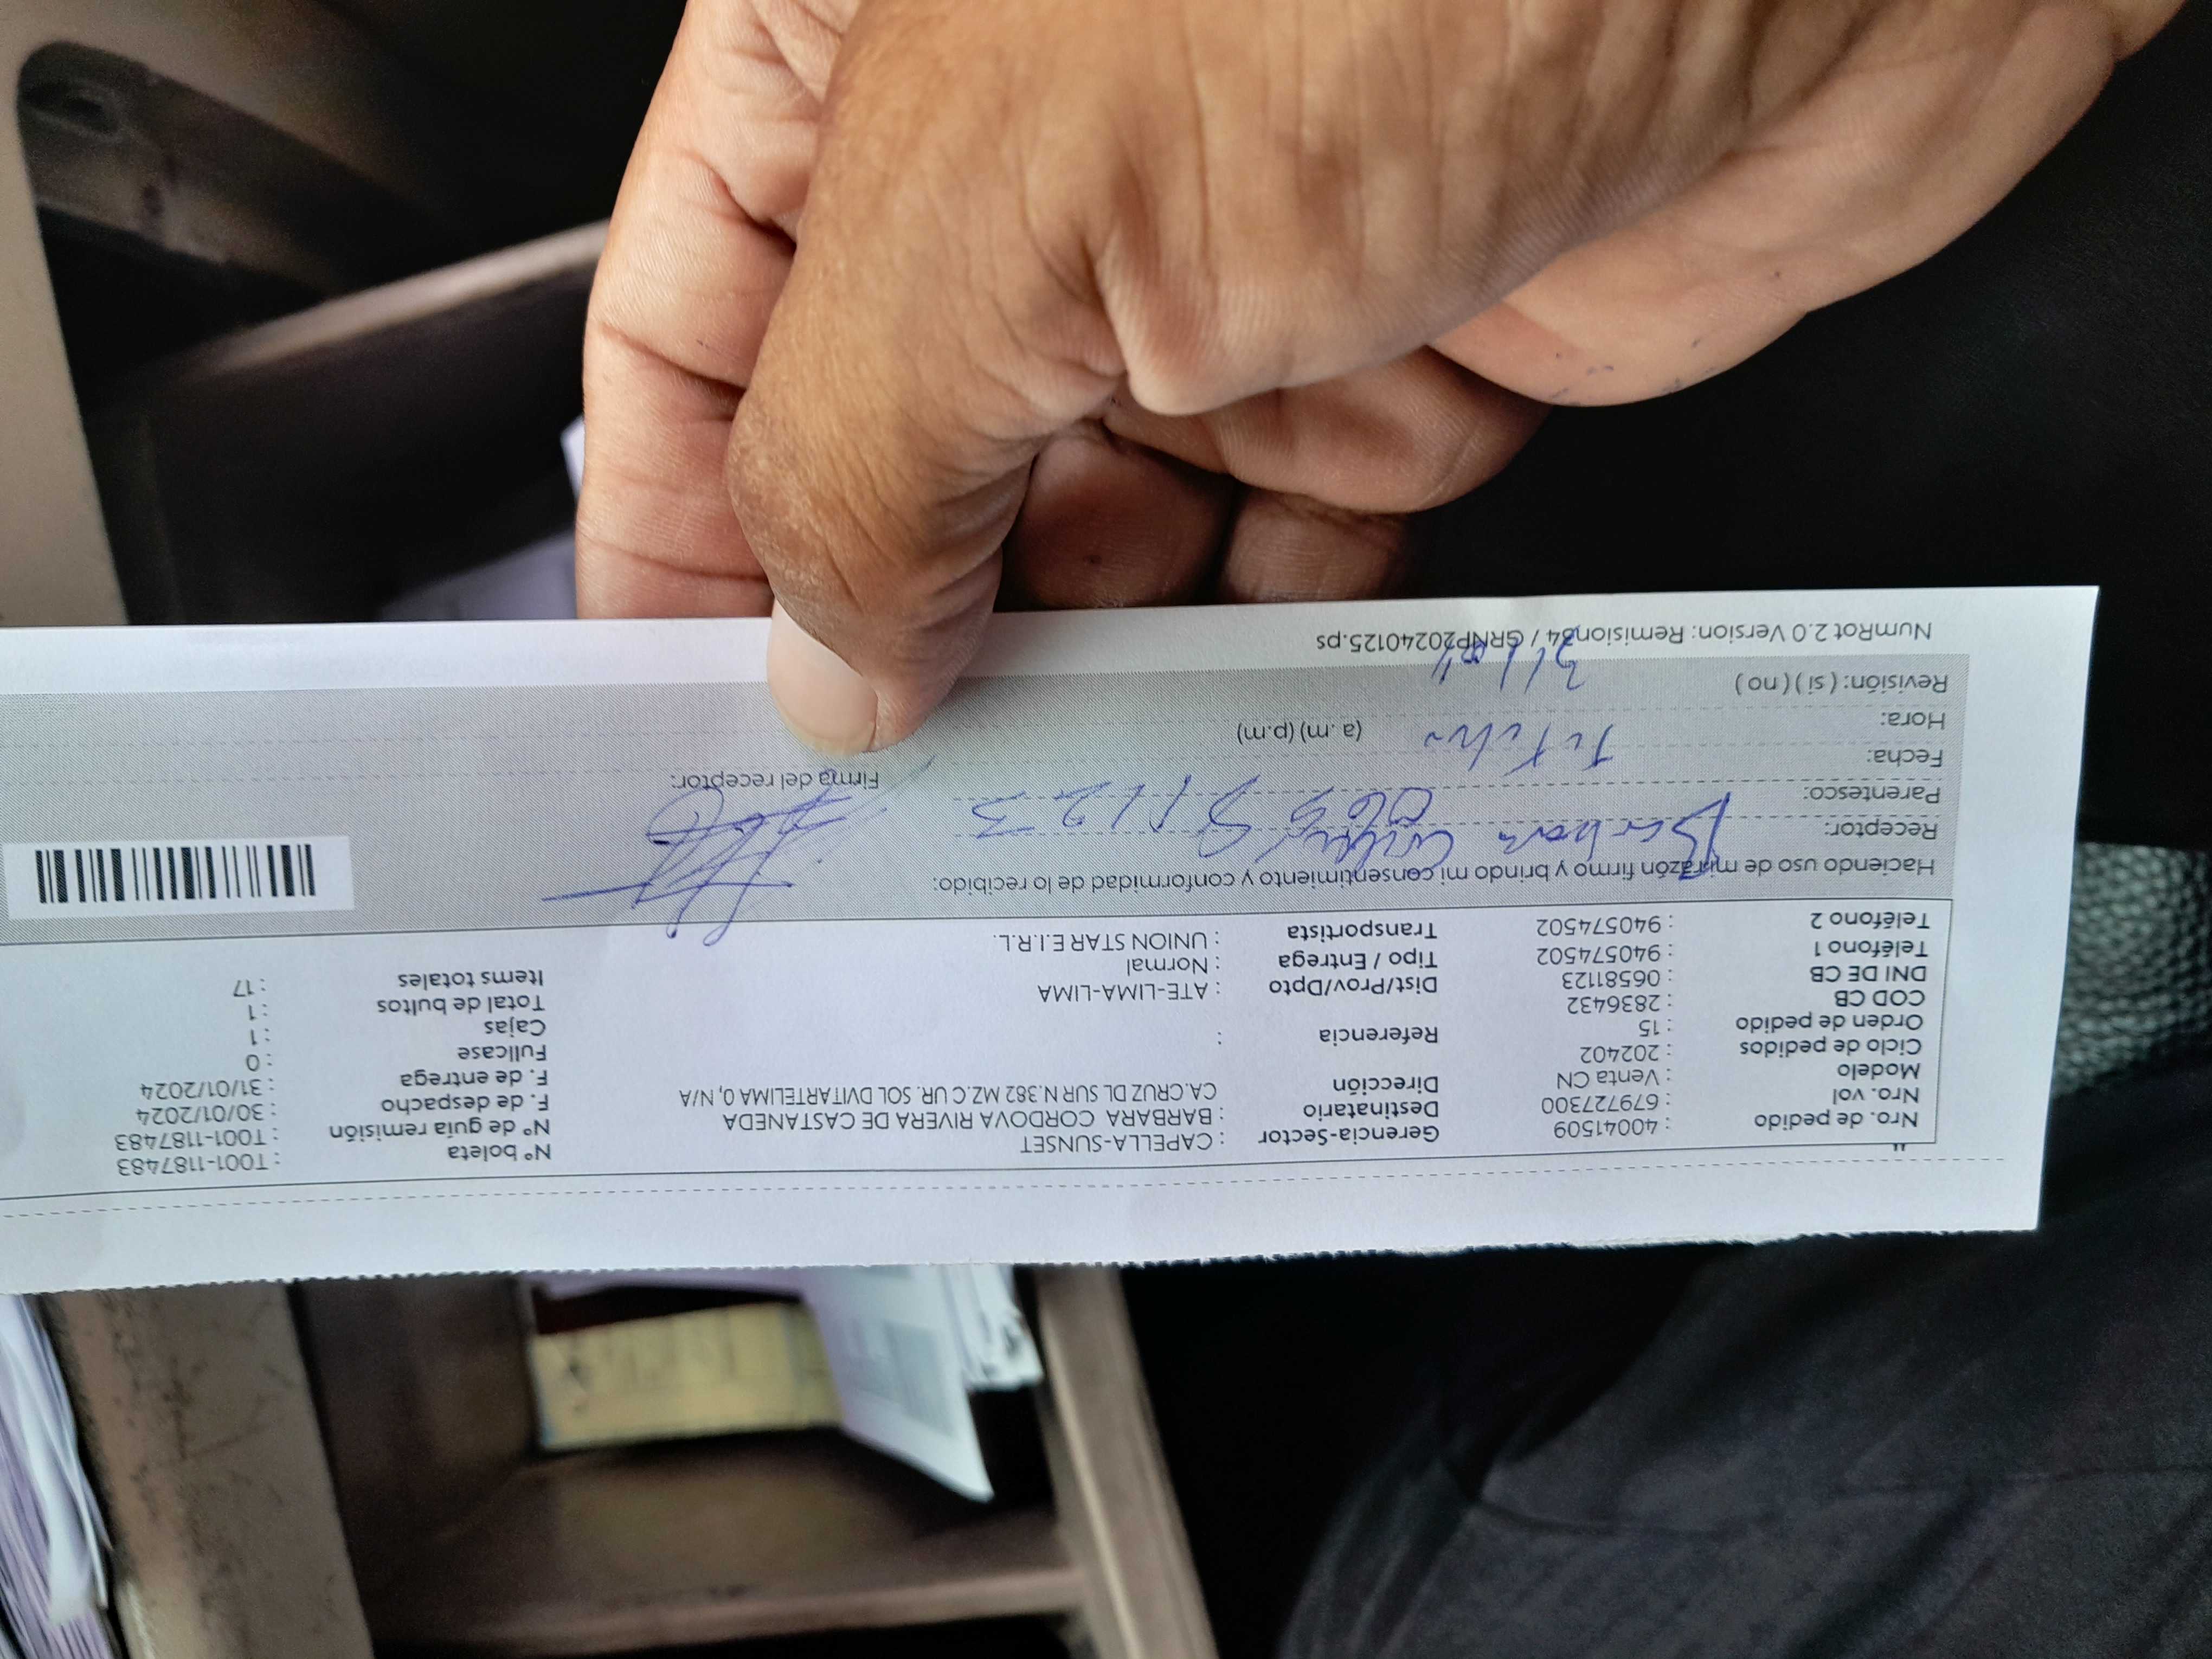 Nro. de pedido : 40041509 Gerencia-Sector : CAPELLA-SUNSET N° boleta : T001-1187483
Nro. vol : 679727300 Destinatario : BARBARA CORDOVA RIVERA DE CASTANEDA N° de guía remisión : T001-1187483
Modelo : Venta CN Dirección CA.CRUZ DL SUR N.382 MZ.C UR. SOL DVITARTELIMA 0, N/A F. de despacho : 30/01/2024
Ciclo de pedidos : 202402 F. de entrega : 31/01/2024
Orden de pedido : 15 Referencia : Fullcase : 0
COD CB : 2836432 Cajas : 1
DNI DE CB : 06581123 Dist/Prov/Dpto : ATE-LIMA-LIMA Total de bultos : 1
Teléfono 1 : 940574502 Tipo / Entrega : Normal Items totales : 17
Teléfono 2 : 940574502 Transportista : UNION STAR E.I.R.L.
Haciendo uso de mi razón firmo y brindo mi consentimiento y conformidad de lo recibido:
Receptor: Barbara
Parentesco: 06581123
Fecha: Firma del receptor:
Hora: (a. m) (p.m)
Revisión: ( si ) ( no )
NumRot 2.0 Version: Remision34 / GRNP20240125.ps